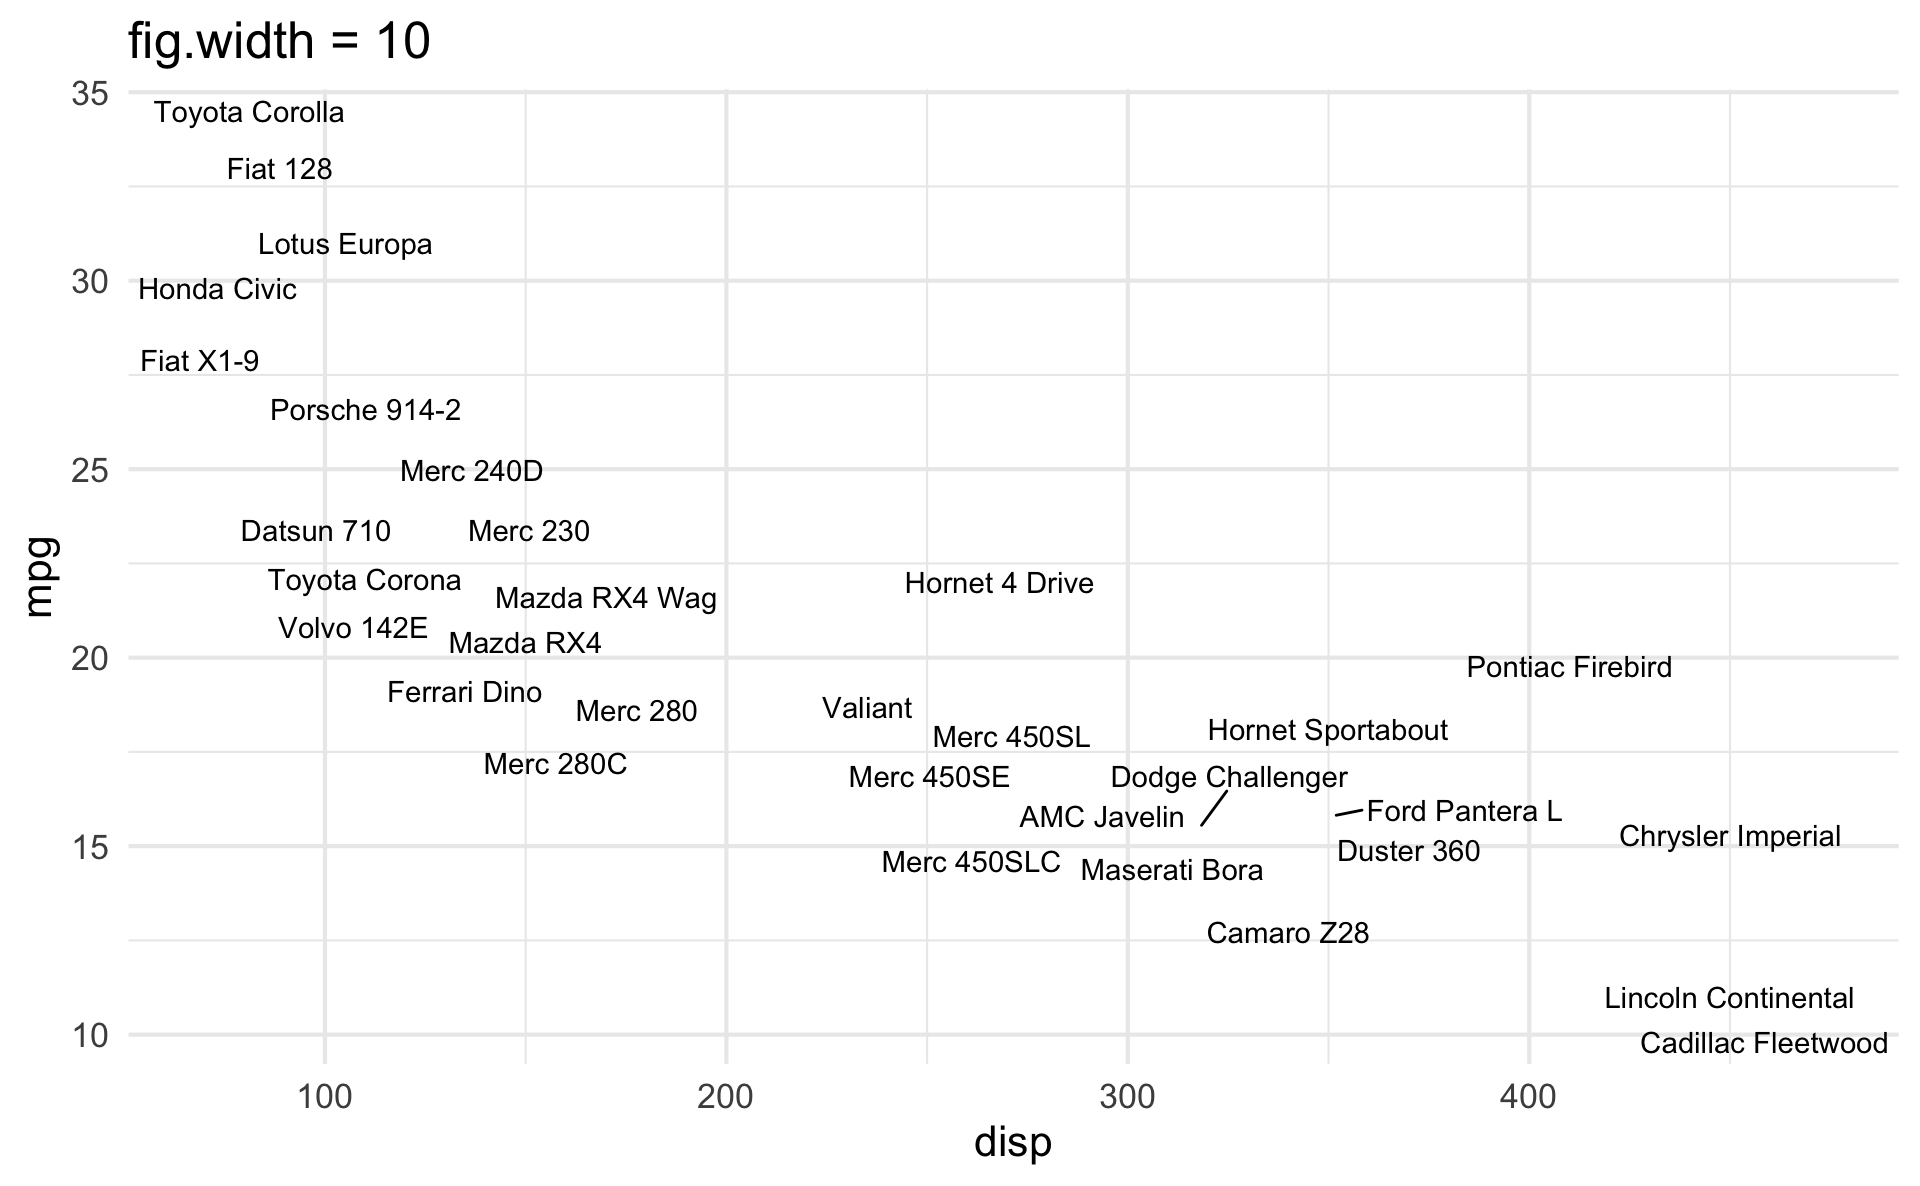 fig.width = 10
35
Toyota Corolla
Fiat 128
Lotus Europa
30
Honda Civic
Fiat X1-9
Porsche 914-2
25
Merc 240D
Datsun 710
Merc 230
mpg
Toyota Corona
Hornet 4 Drive
Mazda RX4 Wag
Volvo 142E
Mazda RX4
20
Pontiac Firebird
Ferrari Dino
Merc 280
Valiant
Hornet Sportabout
Merc 450SL
Merc 280C
Merc 450SE
Dodge Challenger
AMC Javelin
Ford Pantera L
15
Chrysler Imperial
Duster 360
Merc 450SLC
Maserati Bora
Camaro Z28
Lincoln Continental
10
Cadillac Fleetwood
100
200
300
400
disp